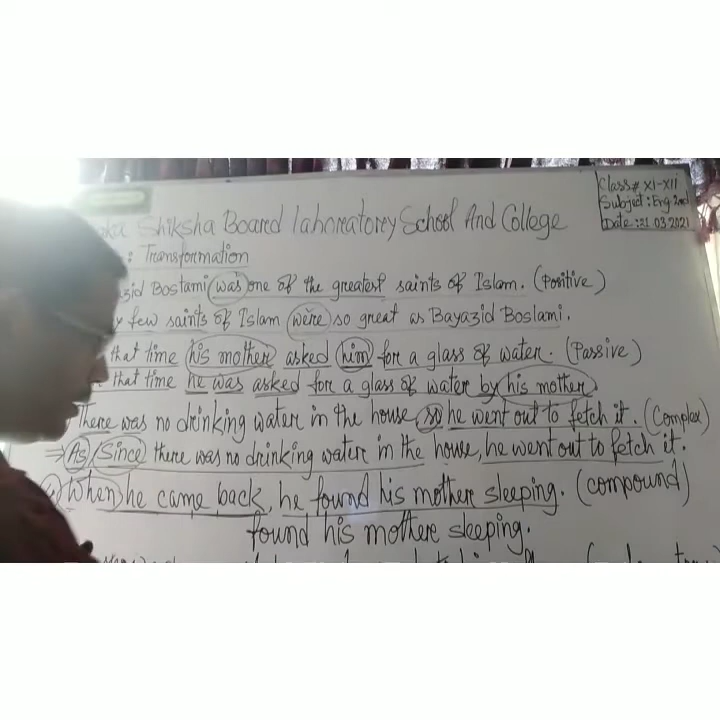 Class# XI-XII
Subject: Eng 2nd
Date: 21.03.2021
Shiksha Board Laboratory School And College
: Transformation
Bostami was one of the greatest saints of Islam. (Positive)
few saints of Islam were so great as Bayazid Bostami.
that time his mother asked him for a glass of water. (Passive)
that time he was asked for a glass of water by his mother
There was no drinking water in the house, so he went out to fetch it. (Complex)
⇒ As/Since there was no drinking water in the house, he went out to fetch it.
When he came back, he found his mother sleeping. (compound)
found his mother sleeping.